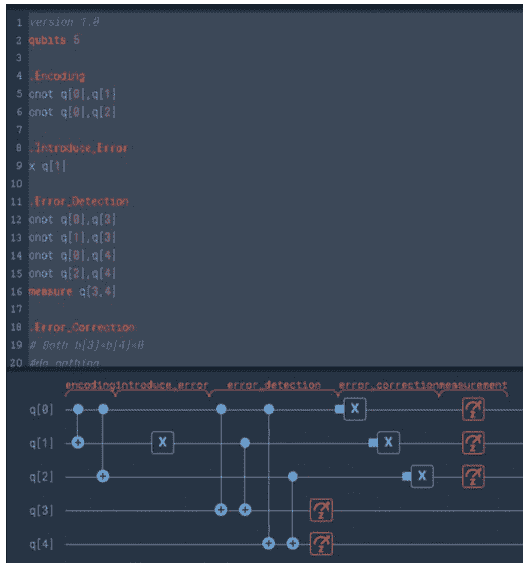 1 version 1.0
2 qubits 5
3
4 .Encoding
5 cnot q[0],q[1]
6 cnot q[0],q[2]
7
8 .Introduce_Error
9 x q[1]
10
11 .Error_Detection
12 cnot q[0],q[3]
13 cnot q[1],q[3]
14 cnot q[0],q[4]
15 cnot q[2],q[4]
16 measure q[3,4]
17
18 .Error_Correction
19 # Both b[3]=b[4]=0
20 #do nothing
encoding introduce_error error_detection error_correction measurement
q[0] X z
q[1] X X z
q[2] X z
q[3] z
q[4] z